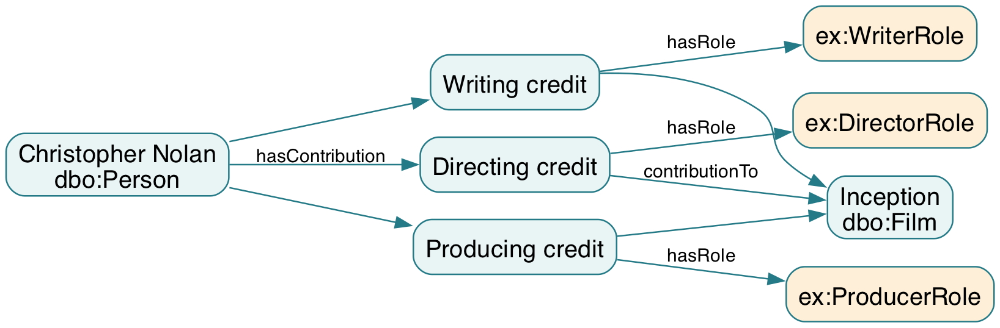 Christopher Nolan
dbo:Person
hasContribution
Writing credit
Directing credit
Producing credit
hasRole
hasRole
contributionTo
hasRole
ex:WriterRole
ex:DirectorRole
Inception
dbo:Film
ex:ProducerRole